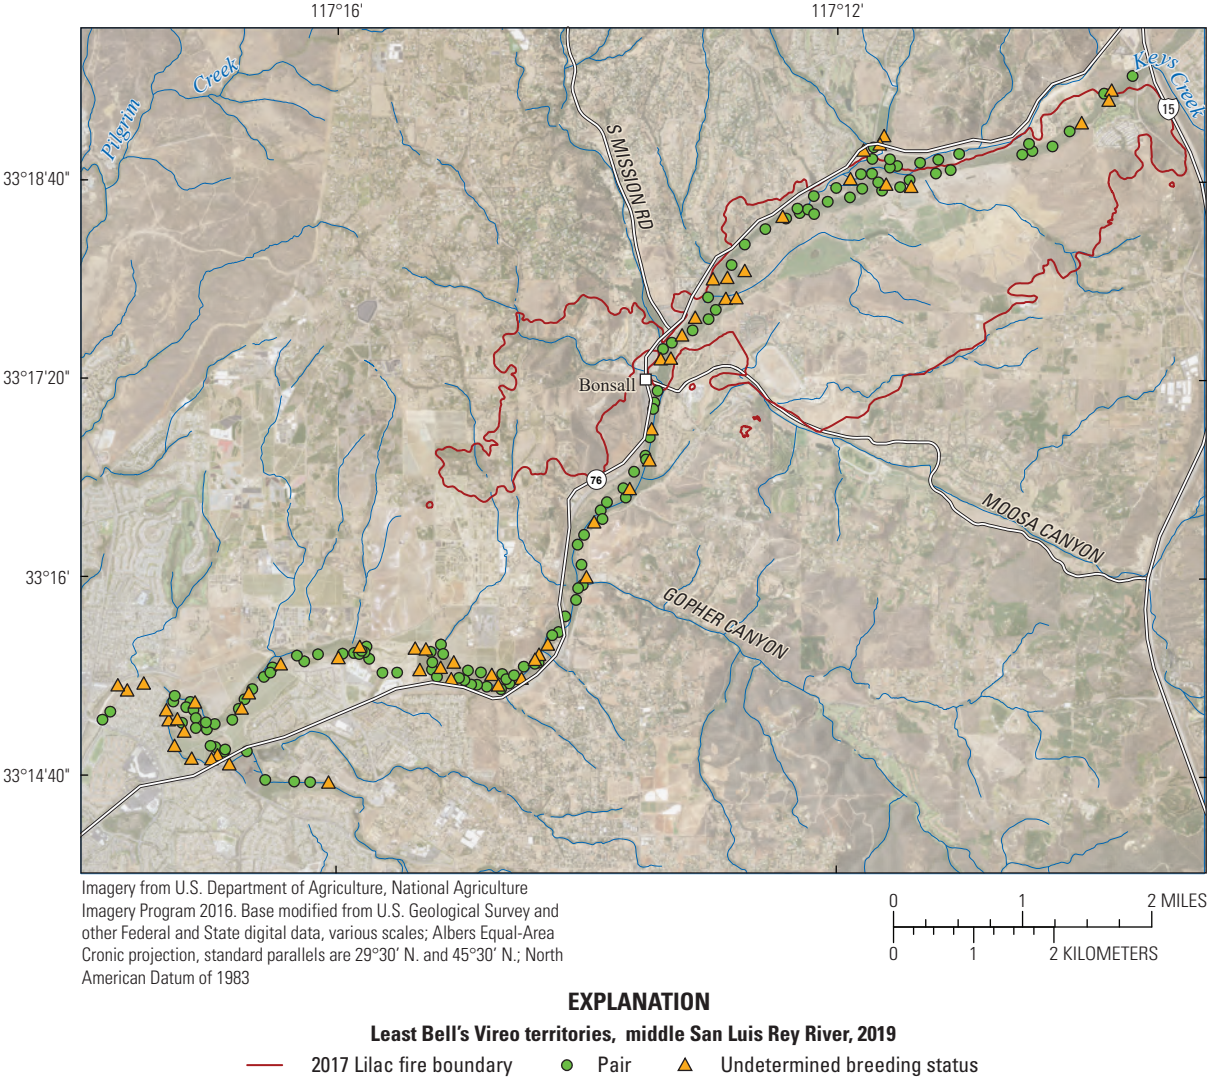 117°16'
117°12'
Keys
Creek
Creek
Pilgrim
15
S MISSION RD
33°18'40"
33°17'20"
Bonsall
76
MOOSA CANYON
33°16'
GOPHER CANYON
33°14'40"
Imagery from U.S. Department of Agriculture, National Agriculture
Imagery Program 2016. Base modified from U.S. Geological Survey and
other Federal and State digital data, various scales; Albers Equal-Area
Cronic projection, standard parallels are 29°30’ N. and 45°30’ N.; North
American Datum of 1983
0 1 2 MILES
0 1 2 KILOMETERS
EXPLANATION
Least Bell’s Vireo territories, middle San Luis Rey River, 2019
2017 Lilac fire boundary Pair Undetermined breeding status